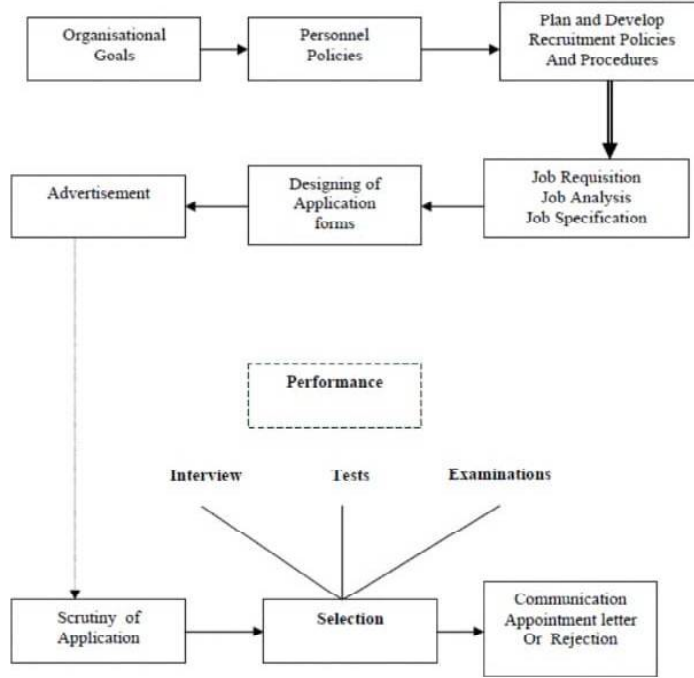 Organisational
Goals
Personnel
Policies
Plan and Develop
Recruitment Policies
And Procedures
Advertisement
Designing of
Application
forms
Job Requisition
Job Analysis
Job Specification
Performance
Interview
Tests
Examinations
Scrutiny of
Application
Selection
Communication
Appointment letter
Or Rejection